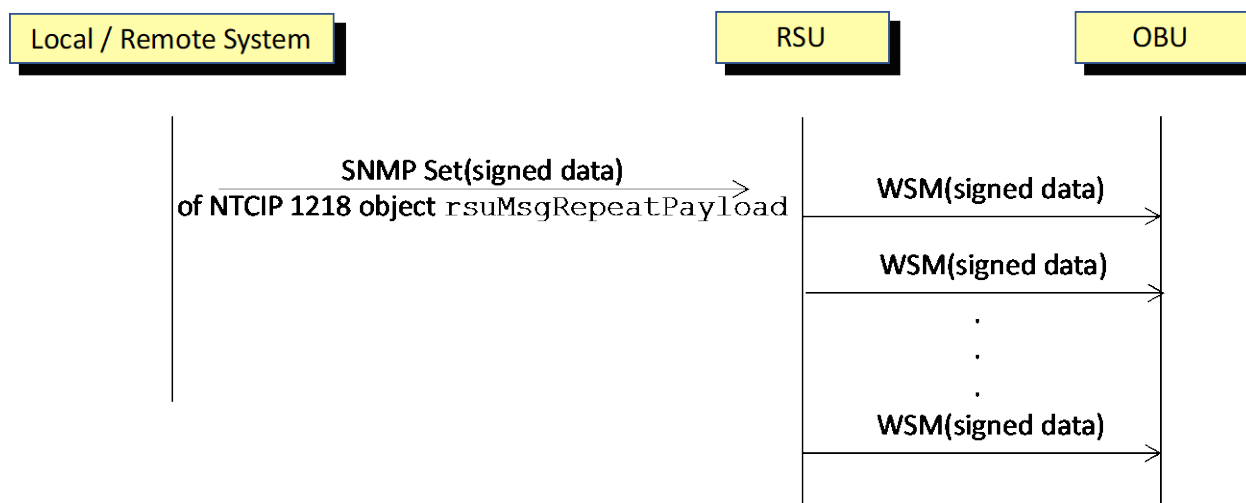 Local / Remote System
RSU
OBU
SNMP Set(signed data)
of NTCIP 1218 object rsuMsgRepeatPayload
WSM(signed data)
WSM(signed data)
.
.
.
WSM(signed data)